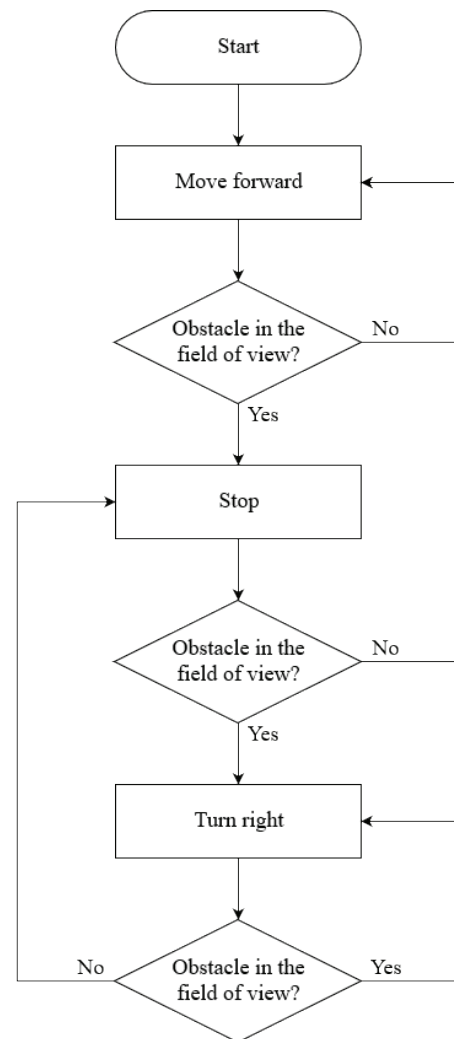 Start
Move forward
Obstacle in the
field of view?
No
Yes
Stop
Obstacle in the
field of view?
No
Yes
Turn right
No
Obstacle in the
field of view?
Yes